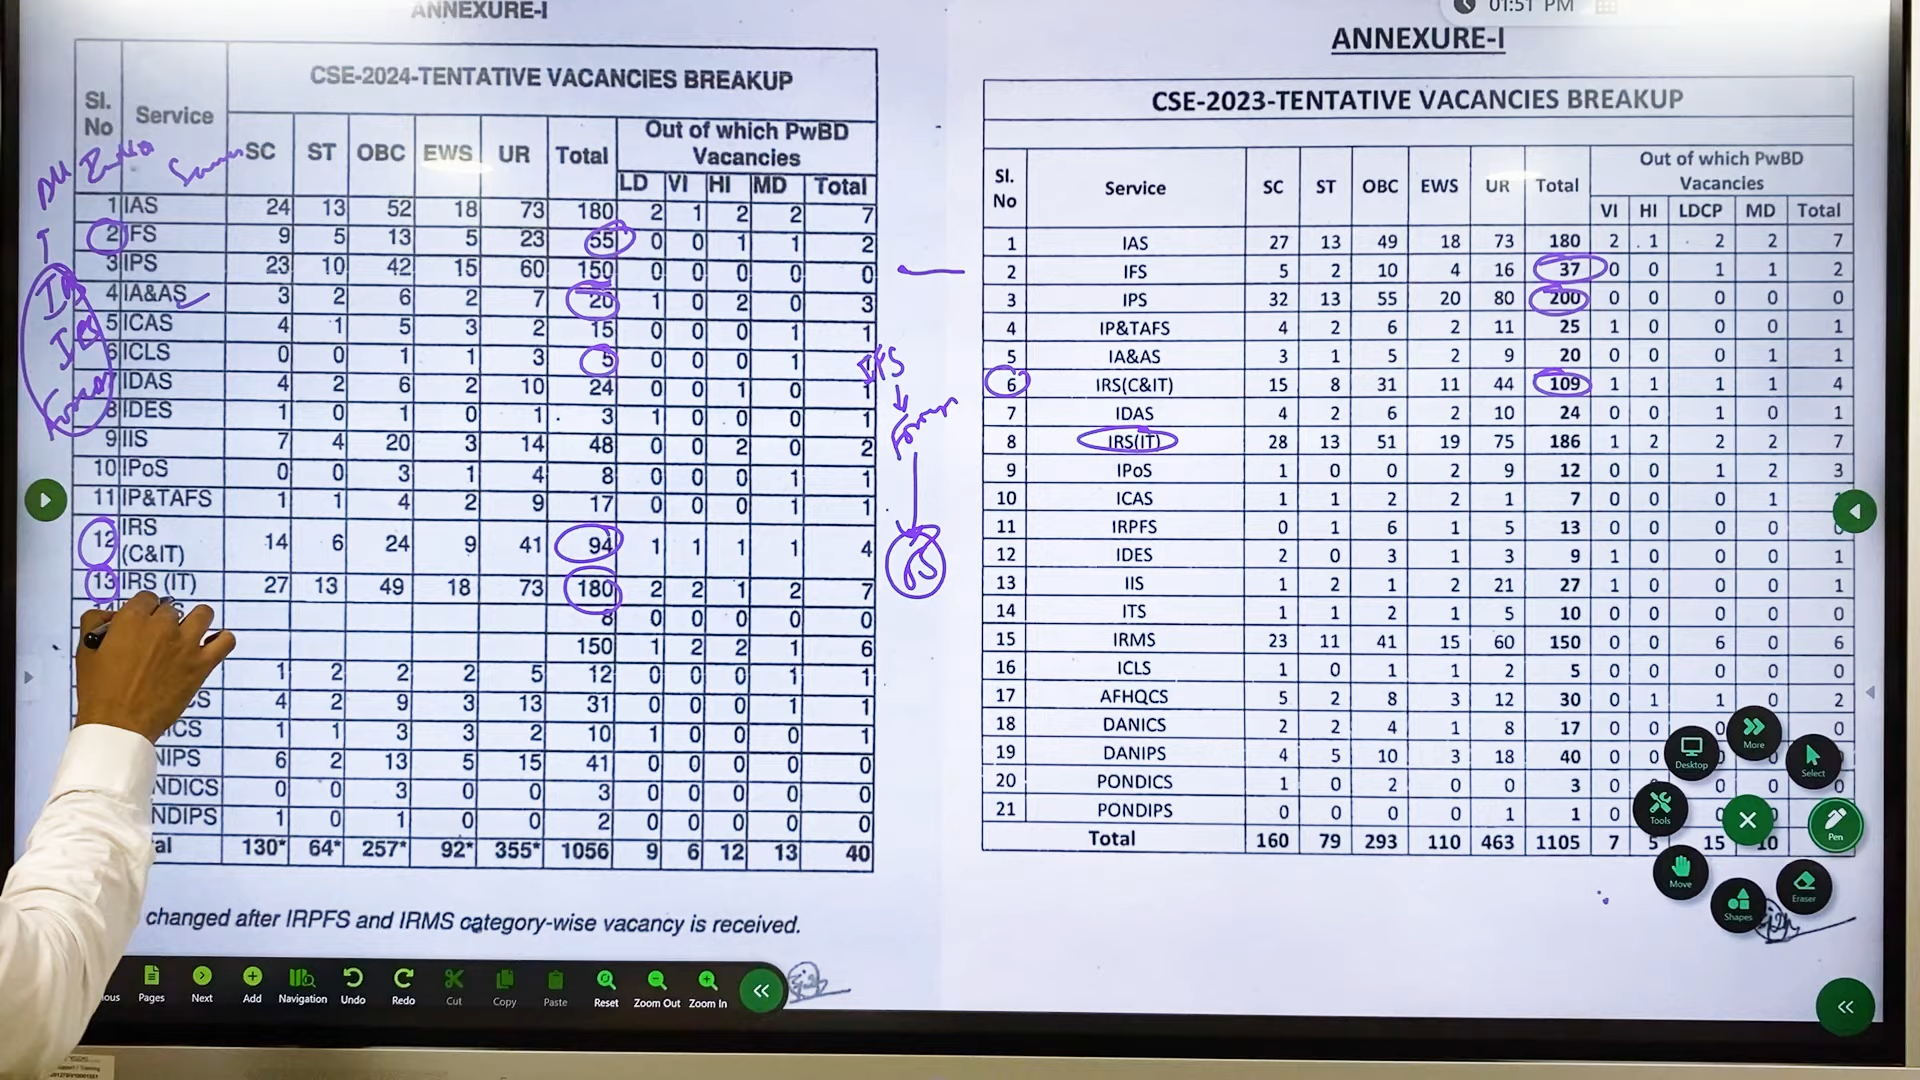 ANNEXURE-I
CSE-2024-TENTATIVE VACANCIES BREAKUP
Sl. No Service SC ST OBC EWS UR Total Out of which PwBD Vacancies
LD VI HI MD Total
1 IAS 24 13 52 18 73 180 2 1 2 2 7
2 IFS 9 5 13 5 23 55 0 0 1 1 2
3 IPS 23 10 42 15 60 150 0 0 0 0 0
4 IA&AS 3 2 6 2 7 20 1 0 2 0 3
5 ICAS 4 1 5 3 2 15 0 0 0 1 1
6 ICLS 0 0 1 1 3 5 0 0 0 1
7 IDAS 4 2 6 2 10 24 0 0 1 0 1
8 IDES 1 0 1 0 1 3 1 0 0 0 1
9 IIS 7 4 20 3 14 48 0 0 2 0 2
10 IPoS 0 0 3 1 4 8 0 0 0 1 1
11 IP&TAFS 1 1 4 2 9 17 0 0 0 1 1
12 IRS (C&IT) 14 6 24 9 41 94 1 1 1 1 4
13 IRS (IT) 27 13 49 18 73 180 2 2 1 2 7
8 0 0 0 0 0
150 1 2 2 1 6
1 2 2 2 5 12 0 0 0 1 1
CS 4 2 9 3 13 31 0 0 0 1 1
ICS 1 1 3 3 2 10 1 0 0 0 1
NIPS 6 2 13 5 15 41 0 0 0 0 0
NDICS 0 0 3 0 0 3 0 0 0 0 0
NDIPS 1 0 1 0 0 2 0 0 0 0 0
al 130* 64* 257* 92* 355* 1056 9 6 12 13 40
changed after IRPFS and IRMS category-wise vacancy is received.
IFS
01:51 PM
ANNEXURE-I
CSE-2023-TENTATIVE VACANCIES BREAKUP
Sl. No Service SC ST OBC EWS UR Total Out of which PwBD Vacancies
VI HI LDCP MD Total
1 IAS 27 13 49 18 73 180 2 1 2 2 7
2 IFS 5 2 10 4 16 37 0 0 1 1 2
3 IPS 32 13 55 20 80 200 0 0 0 0 0
4 IP&TAFS 4 2 6 2 11 25 1 0 0 0 1
5 IA&AS 3 1 5 2 9 20 0 0 0 1 1
6 IRS(C&IT) 15 8 31 11 44 109 1 1 1 1 4
7 IDAS 4 2 6 2 10 24 0 0 1 0 1
8 IRS(IT) 28 13 51 19 75 186 1 2 2 2 7
9 IPoS 1 0 0 2 9 12 0 0 1 2 3
10 ICAS 1 1 2 2 1 7 0 0 0 1
11 IRPFS 0 1 6 1 5 13 0 0 0 0
12 IDES 2 0 3 1 3 9 1 0 0 0 1
13 IIS 1 2 1 2 21 27 1 0 0 0 1
14 ITS 1 1 2 1 5 10 0 0 0 0 0
15 IRMS 23 11 41 15 60 150 0 0 6 0 6
16 ICLS 1 0 1 1 2 5 0 0 0 0 0
17 AFHQCS 5 2 8 3 12 30 0 1 1 0 2
18 DANICS 2 2 4 1 8 17 0 0 0 0
19 DANIPS 4 5 10 3 18 40 0 0 0
20 PONDICS 1 0 2 0 0 3 0 0
21 PONDIPS 0 0 0 0 1 1 0
Total 160 79 293 110 463 1105 7 5 15 10
More
Desktop
Select
Tools
Pen
Move
Shapes
Eraser
ous Pages Next Add Navigation Undo Redo Cut Copy Paste Reset Zoom Out Zoom In